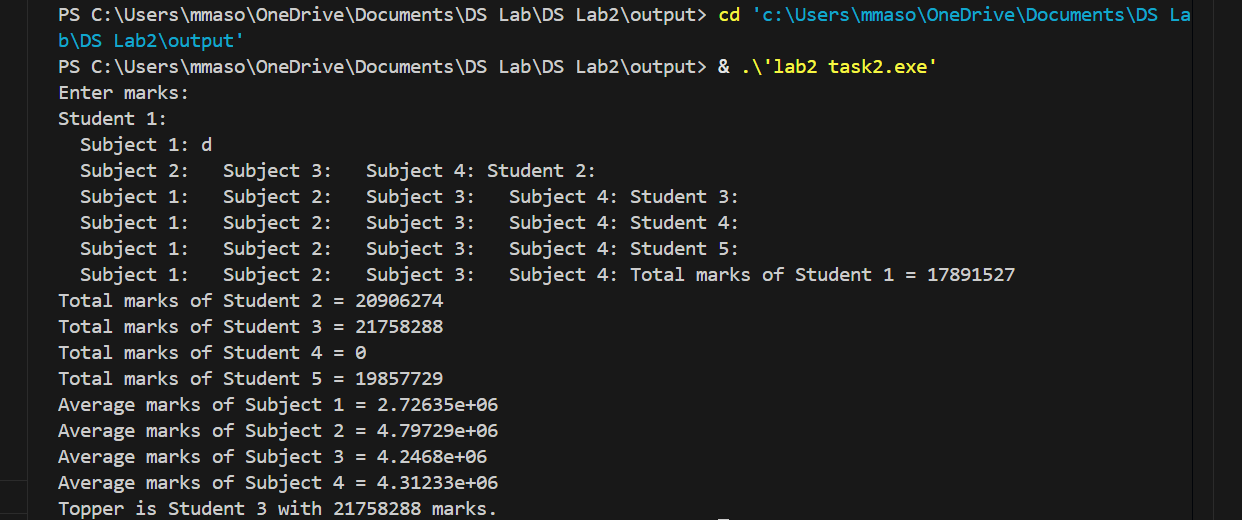 PS C:\Users\mmaso\OneDrive\Documents\DS Lab\DS Lab2\output> cd 'c:\Users\mmaso\OneDrive\Documents\DS La
b\DS Lab2\output'
PS C:\Users\mmaso\OneDrive\Documents\DS Lab\DS Lab2\output> & .\'lab2 task2.exe'
Enter marks:
Student 1:
  Subject 1: d
  Subject 2:   Subject 3:   Subject 4: Student 2:
  Subject 1:   Subject 2:   Subject 3:   Subject 4: Student 3:
  Subject 1:   Subject 2:   Subject 3:   Subject 4: Student 4:
  Subject 1:   Subject 2:   Subject 3:   Subject 4: Student 5:
  Subject 1:   Subject 2:   Subject 3:   Subject 4: Total marks of Student 1 = 17891527
Total marks of Student 2 = 20906274
Total marks of Student 3 = 21758288
Total marks of Student 4 = 0
Total marks of Student 5 = 19857729
Average marks of Subject 1 = 2.72635e+06
Average marks of Subject 2 = 4.79729e+06
Average marks of Subject 3 = 4.2468e+06
Average marks of Subject 4 = 4.31233e+06
Topper is Student 3 with 21758288 marks.